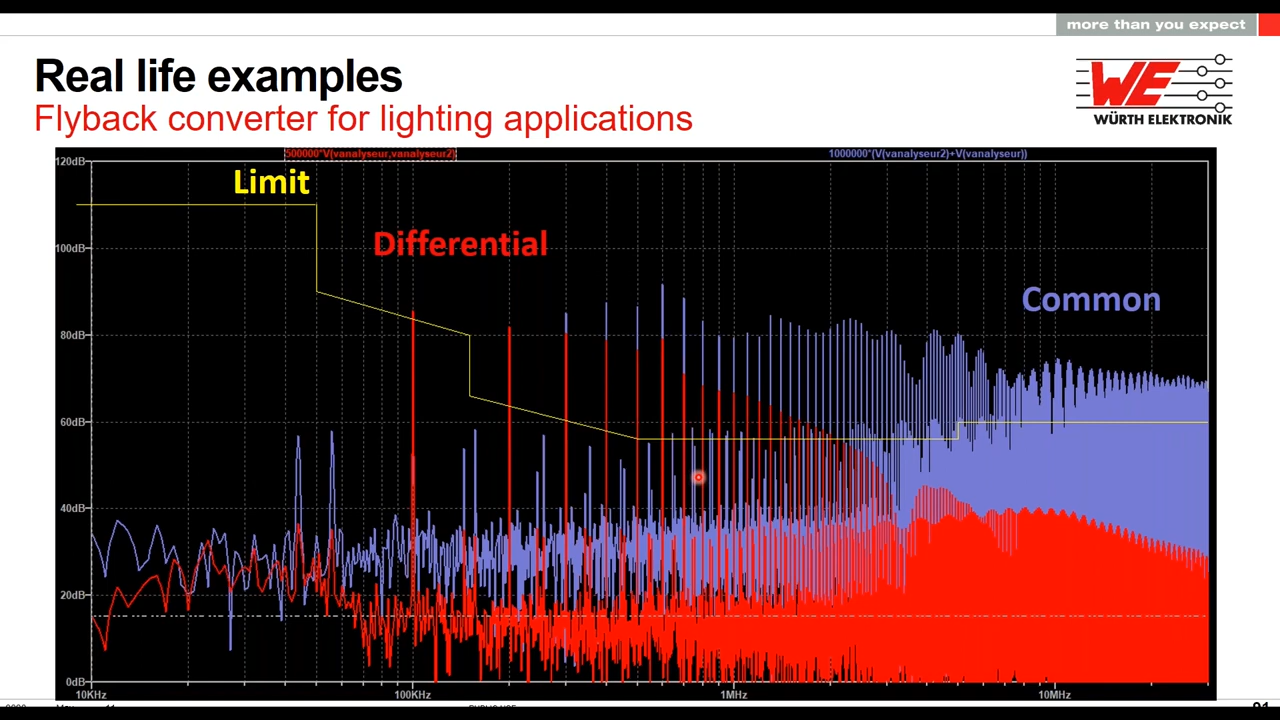 more than you expect
Real life examples
Flyback converter for lighting applications
WE
WÜRTH ELEKTRONIK
500000*V(vanalyseur,vanalyseur2)
1000000*(V(vanalyseur2)+V(vanalyseur))
120dB
Limit
Differential
100dB
Common
80dB
60dB
40dB
20dB
0dB
10KHz
100KHz
1MHz
10MHz